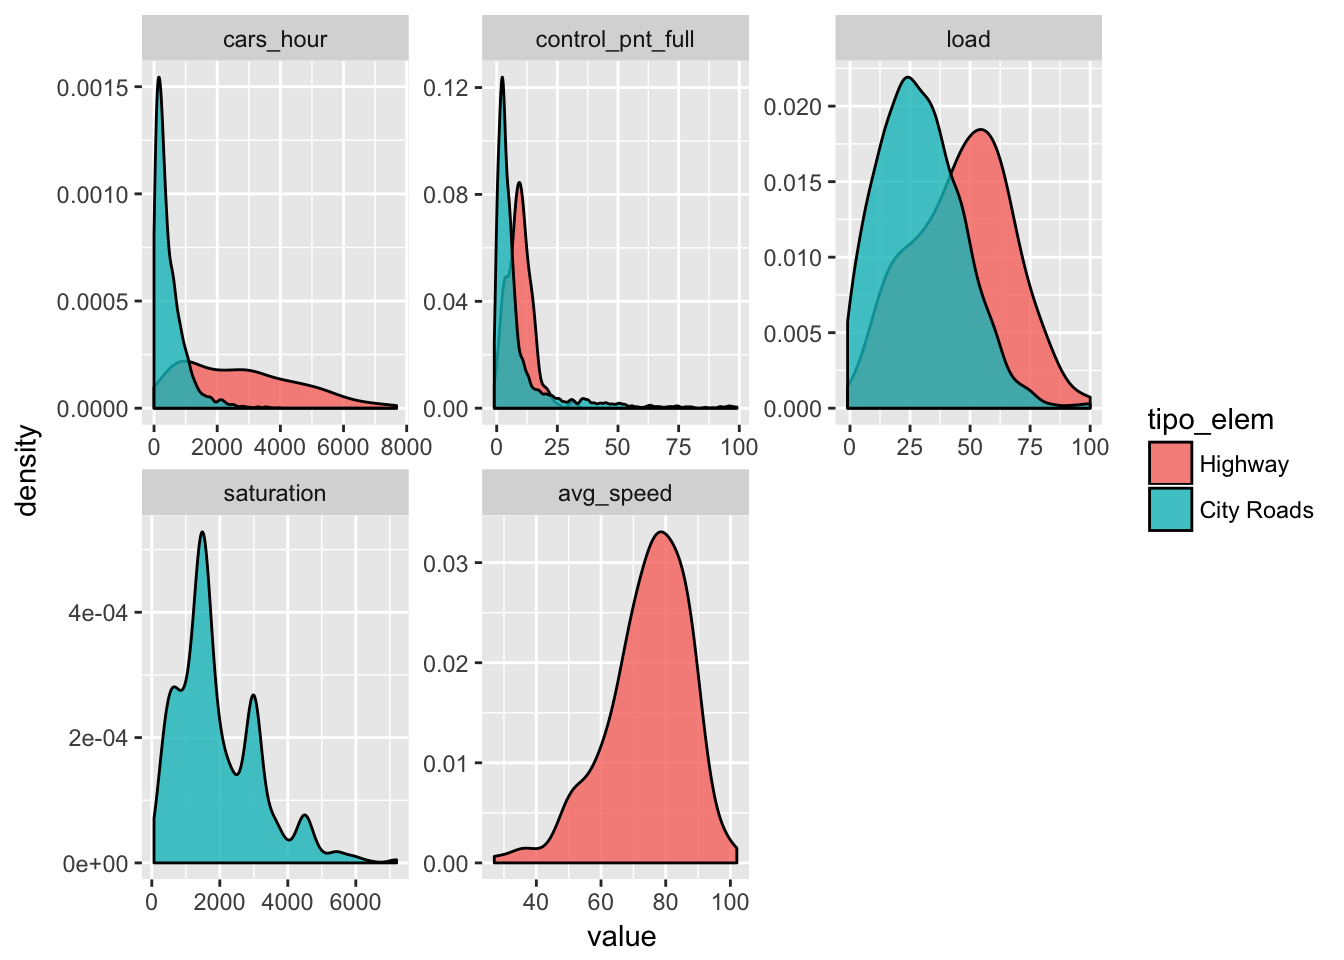 cars_hour
control_pnt_full
load
0.0015
0.0010
0.0005
0.0000
0 2000 4000 6000 8000
0.12
0.08
0.04
0.00
0 25 50 75 100
0.020
0.015
0.010
0.005
0.000
0 25 50 75 100
density
saturation
avg_speed
4e-04
2e-04
0e+00
0 2000 4000 6000
0.03
0.02
0.01
0.00
40 60 80 100
value
tipo_elem
Highway
City Roads